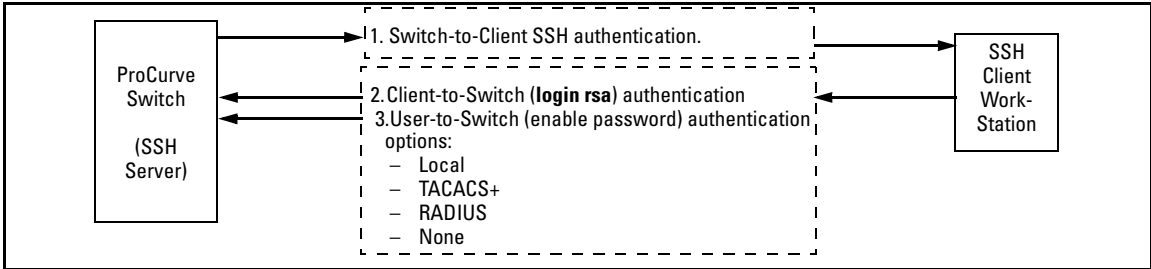 ProCurve
Switch
(SSH
Server)
1. Switch-to-Client SSH authentication.
2.Client-to-Switch (login rsa) authentication
3.User-to-Switch (enable password) authentication
options:
– Local
– TACACS+
– RADIUS
– None
SSH
Client
Work-
Station